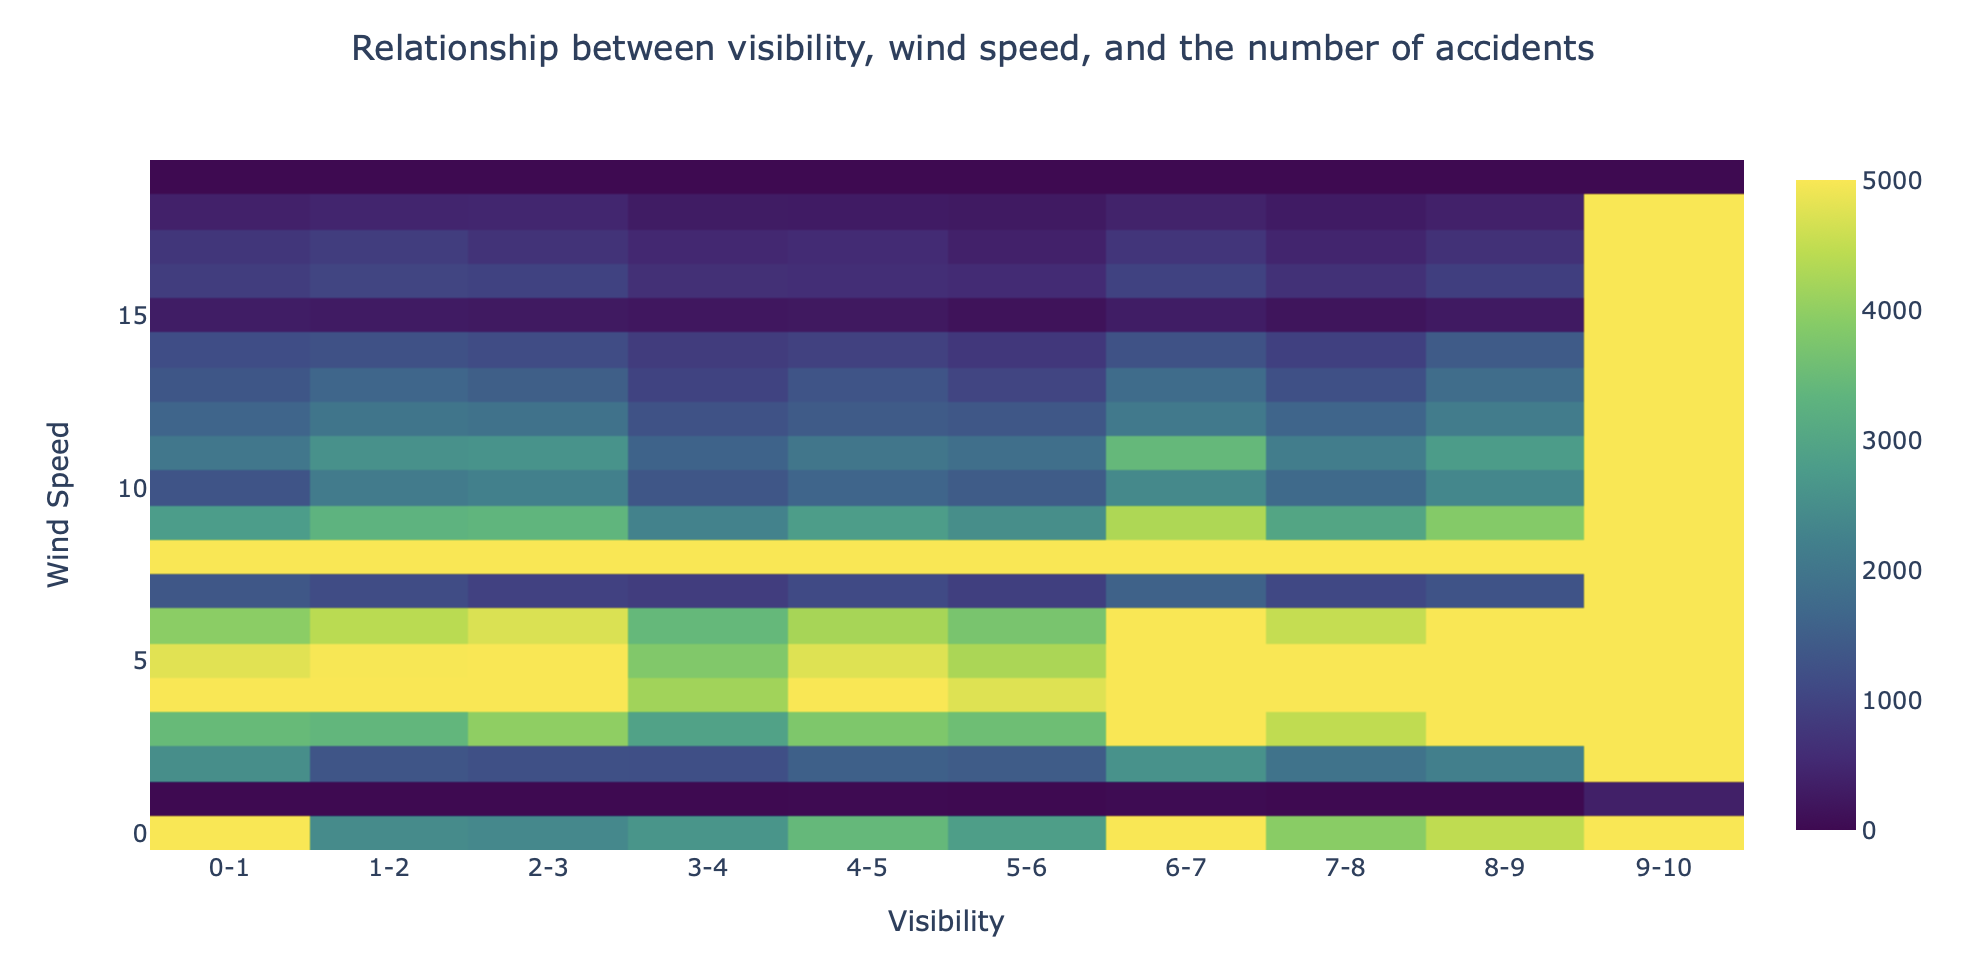 Relationship between visibility, wind speed, and the number of accidents
Wind Speed
15
10
5
0
0-1 1-2 2-3 3-4 4-5 5-6 6-7 7-8 8-9 9-10
Visibility
5000
4000
3000
2000
1000
0